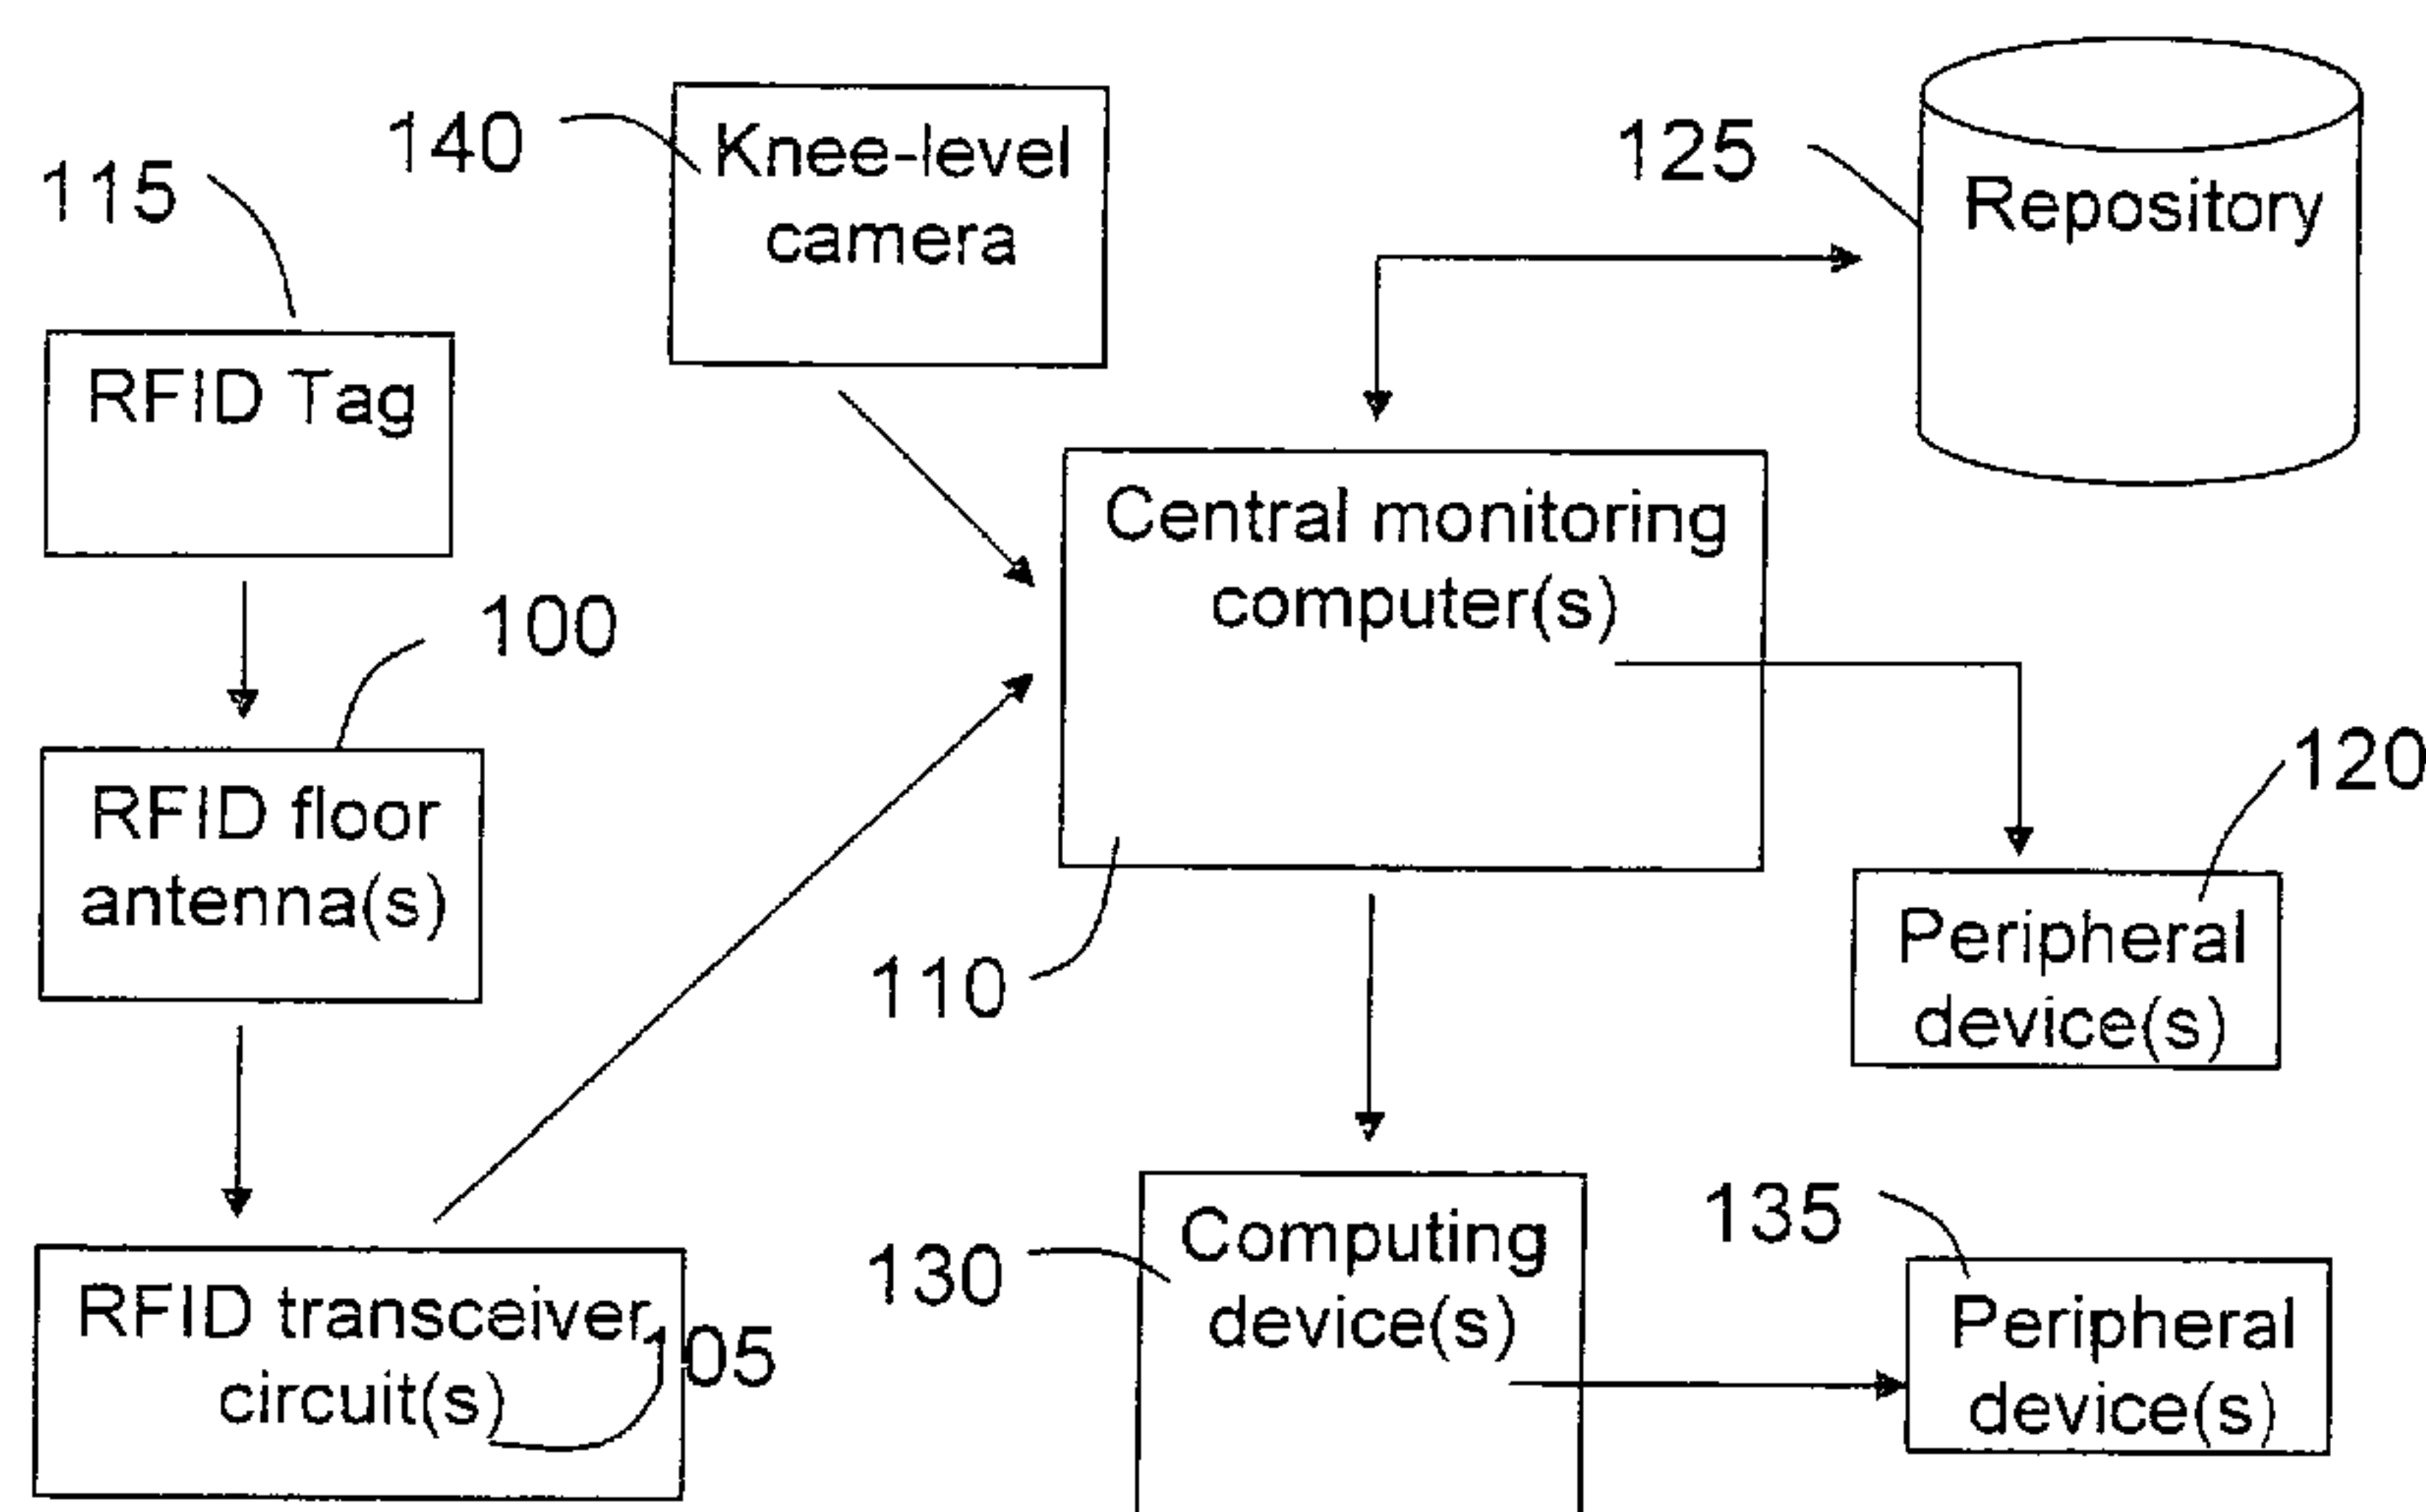 140
Knee-level
camera
125
Repository
115
RFID Tag
Central monitoring
computer(s)
100
RFID floor
antenna(s)
120
110
Peripheral
device(s)
RFID transceiver
circuit(s)
105
130
Computing
device(s)
135
Peripheral
device(s)